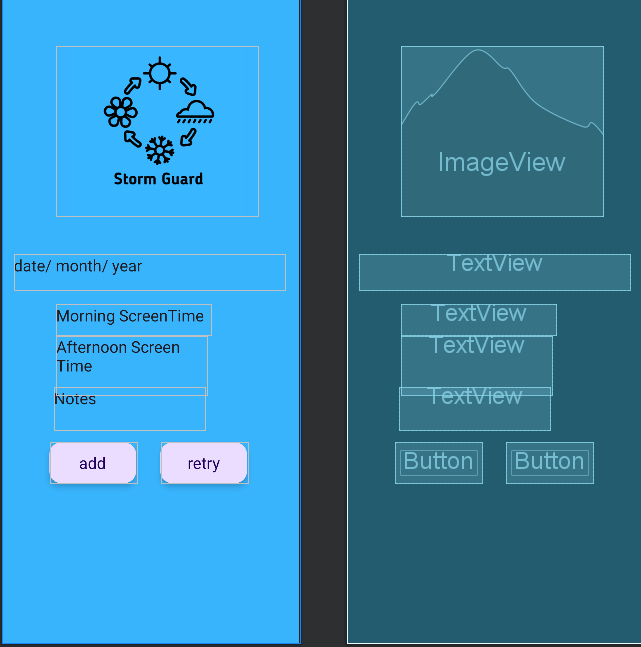 Storm Guard
date/ month/ year
Morning ScreenTime
Afternoon Screen
Time
Notes
add
retry
ImageView
TextView
TextView
TextView
TextView
Button
Button